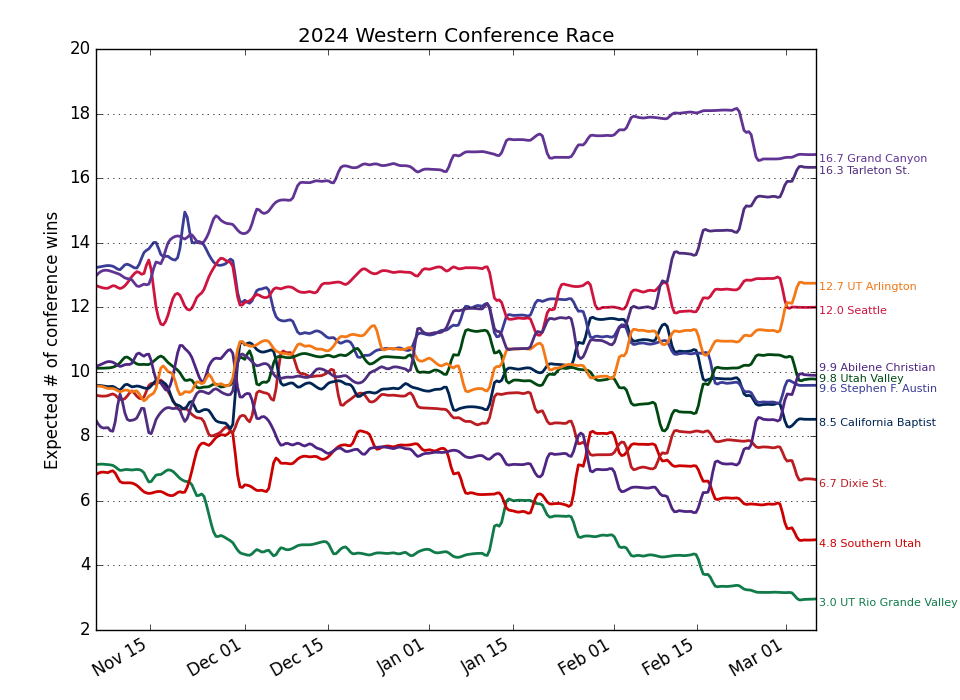 2024 Western Conference Race
Expected # of conference wins
20
18
16
14
12
10
8
6
4
2
16.7 Grand Canyon
16.3 Tarleton St.
12.7 UT Arlington
12.0 Seattle
9.9 Abilene Christian
9.8 Utah Valley
9.6 Stephen F. Austin
8.5 California Baptist
6.7 Dixie St.
4.8 Southern Utah
3.0 UT Rio Grande Valley
Nov 15
Dec 01
Dec 15
Jan 01
Jan 15
Feb 01
Feb 15
Mar 01